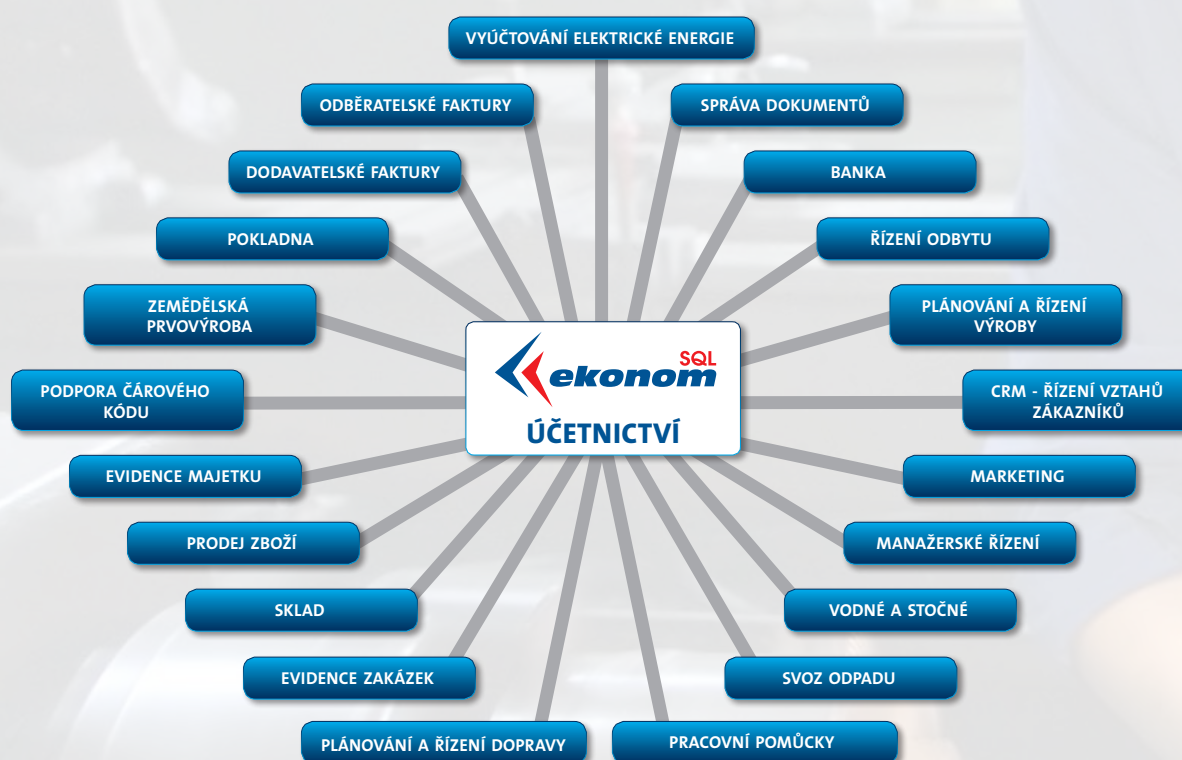 VYÚČTOVÁNÍ ELEKTRICKÉ ENERGIE
ODBĚRATELSKÉ FAKTURY
SPRÁVA DOKUMENTŮ
DODAVATELSKÉ FAKTURY
BANKA
POKLADNA
ŘÍZENÍ ODBYTU
ZEMĚDĚLSKÁ
PRVOVÝROBA
PLÁNOVÁNÍ A ŘÍZENÍ
VÝROBY
SQL
ekonom
ÚČETNICTVÍ
PODPORA ČÁROVÉHO
KÓDU
CRM - ŘÍZENÍ VZTAHŮ
ZÁKAZNÍKŮ
EVIDENCE MAJETKU
MARKETING
PRODEJ ZBOŽÍ
MANAŽERSKÉ ŘÍZENÍ
SKLAD
VODNÉ A STOČNÉ
EVIDENCE ZAKÁZEK
SVOZ ODPADU
PLÁNOVÁNÍ A ŘÍZENÍ DOPRAVY
PRACOVNÍ POMŮCKY